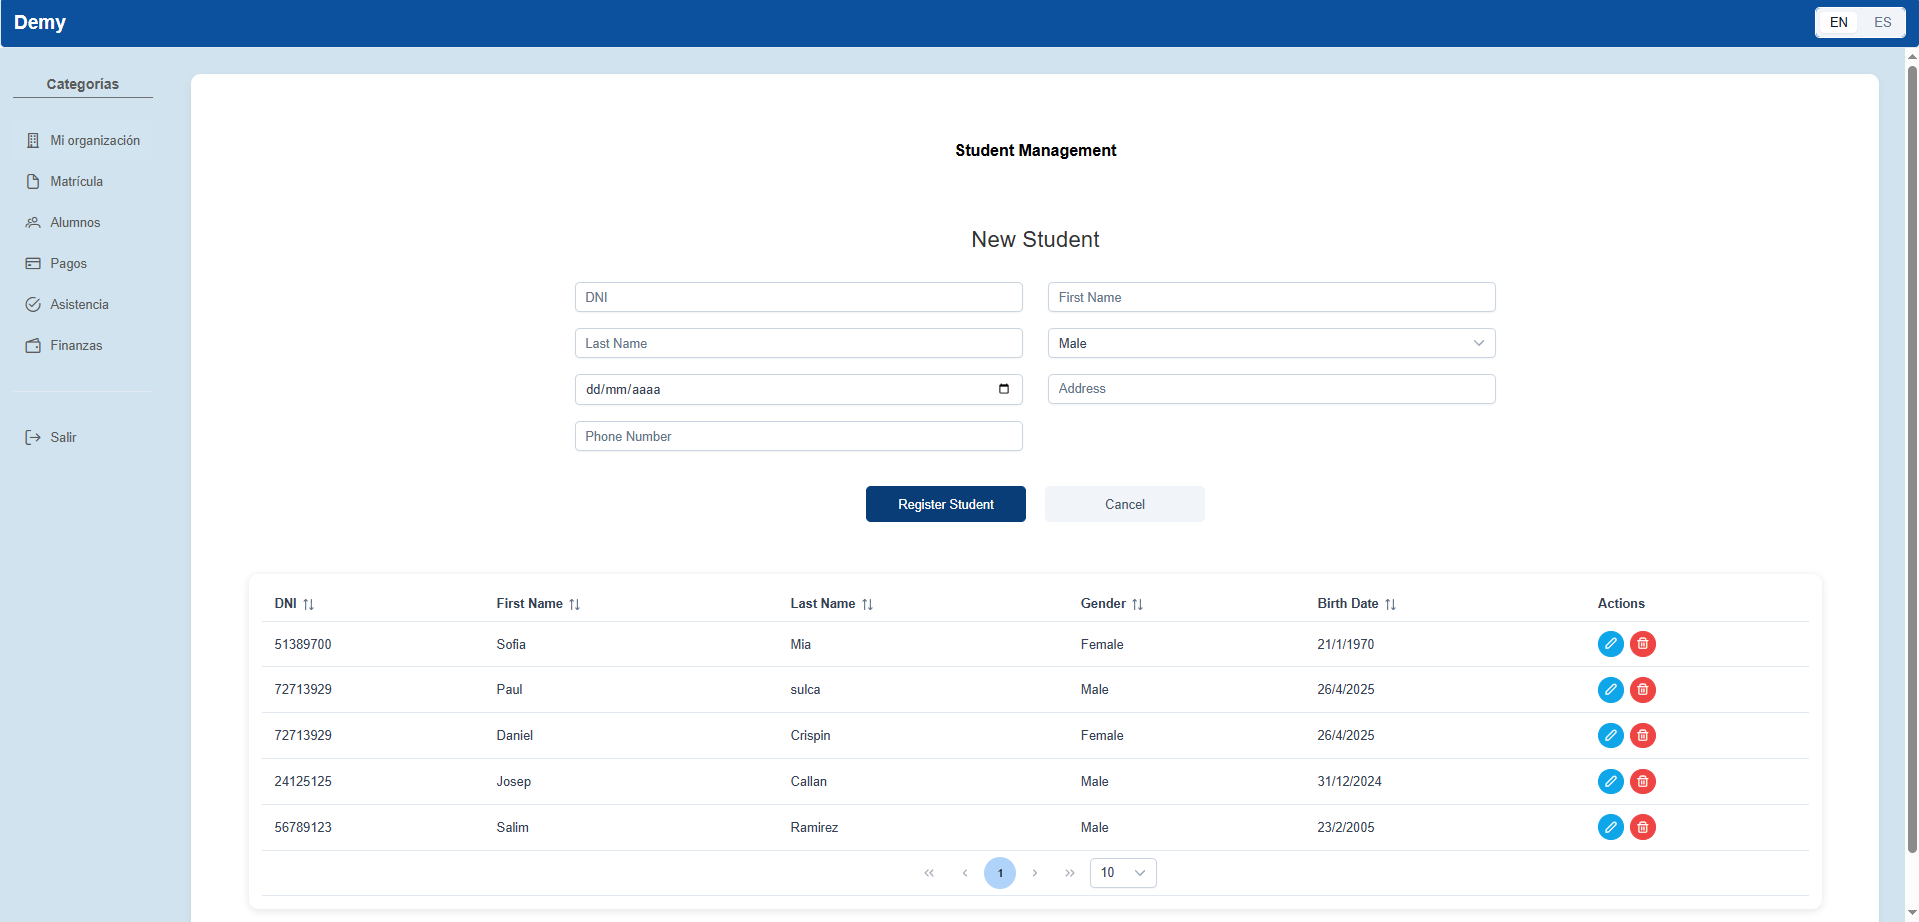 Demy
EN ES
Categorías
Mi organización
Matrícula
Alumnos
Pagos
Asistencia
Finanzas
Salir
Student Management
New Student
DNI First Name
Last Name Male
dd/mm/aaaa Address
Phone Number
Register Student Cancel
DNI First Name Last Name Gender Birth Date Actions
51389700 Sofia Mia Female 21/1/1970
72713929 Paul sulca Male 26/4/2025
72713929 Daniel Crispin Female 26/4/2025
24125125 Josep Callan Male 31/12/2024
56789123 Salim Ramirez Male 23/2/2005
« ‹ 1 › » 10